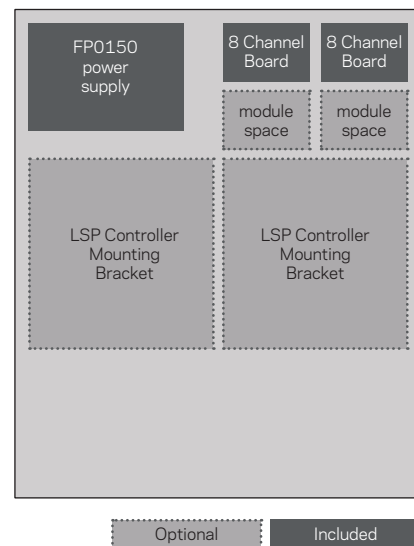 FPO150
power
supply
8 Channel
Board
8 Channel
Board
module
space
module
space
LSP Controller
Mounting
Bracket
LSP Controller
Mounting
Bracket
Optional
Included